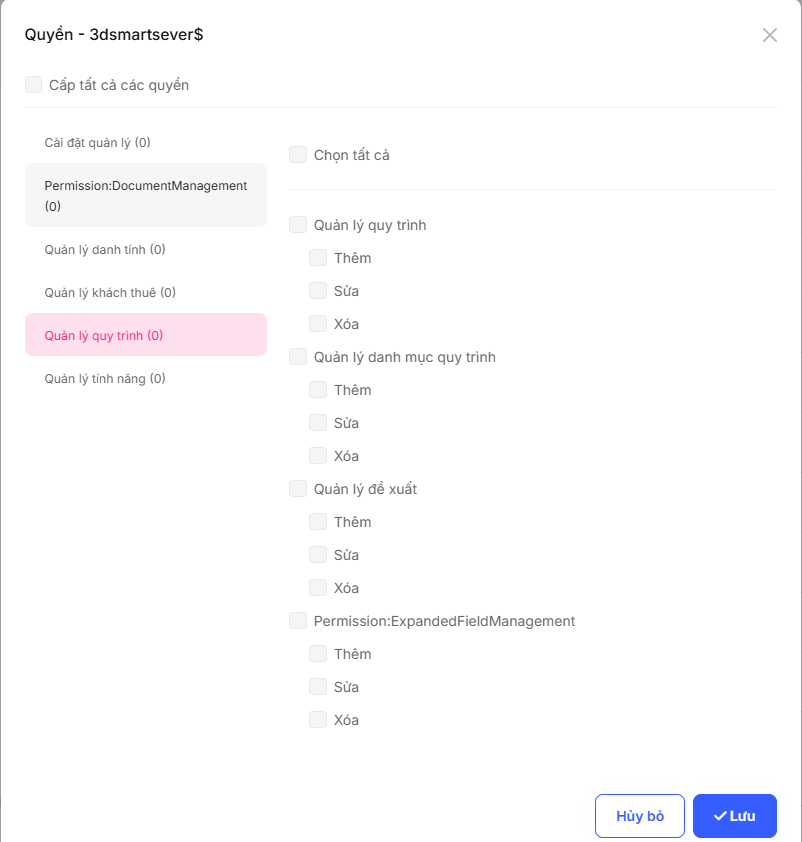 Quyền - 3dsmartsever$
Cấp tất cả các quyền
Cài đặt quản lý (0)
Permission:DocumentManagement
(0)
Quản lý danh tính (0)
Quản lý khách thuê (0)
Quản lý quy trình (0)
Quản lý tính năng (0)
Chọn tất cả
Quản lý quy trình
Thêm
Sửa
Xóa
Quản lý danh mục quy trình
Thêm
Sửa
Xóa
Quản lý đề xuất
Thêm
Sửa
Xóa
Permission:ExpandedFieldManagement
Thêm
Sửa
Xóa
Hủy bỏ
Lưu